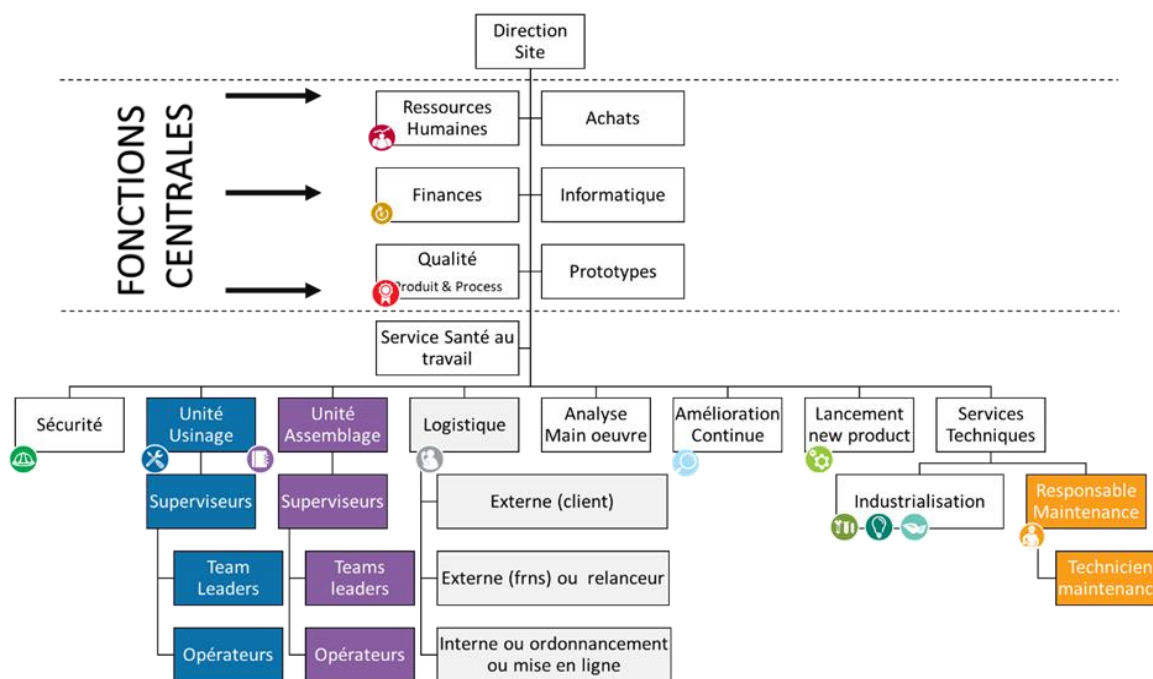 Direction
Site
FONCTIONS
CENTRALES
Ressources
Humaines
Achats
Finances
Informatique
Qualité
Produit & Process
Prototypes
Service Santé au
travail
Sécurité
Unité
Usinage
Unité
Assemblage
Logistique
Analyse
Main oeuvre
Amélioration
Continue
Lancement
new product
Services
Techniques
Superviseurs
Superviseurs
Externe (client)
Industrialisation
Responsable
Maintenance
Team
Leaders
Teams
leaders
Externe (frns) ou relanceur
Technicien
maintenance
Opérateurs
Opérateurs
Interne ou ordonnancement
ou mise en ligne